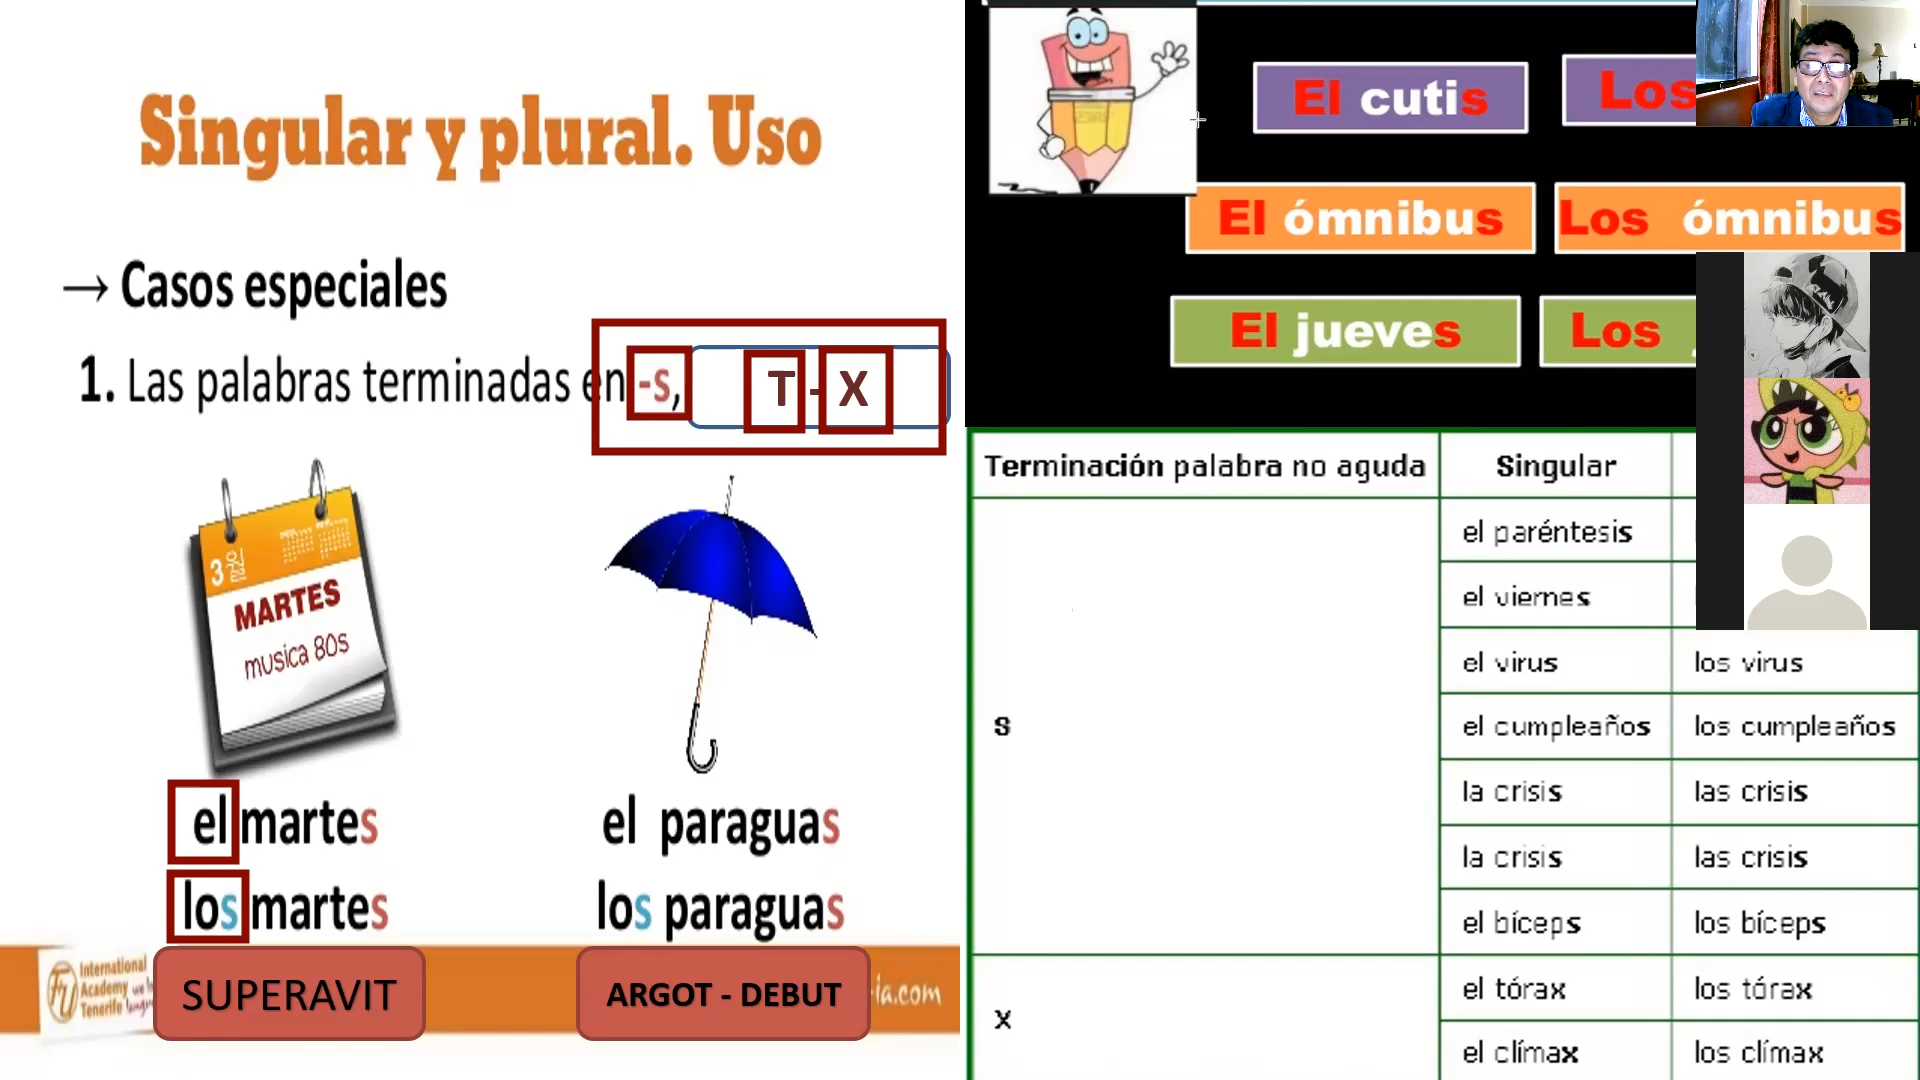 Singular y plural. Uso
→ Casos especiales
1. Las palabras terminadas en -s, T - X
3
MARTES
musica 80s
el martes
los martes
el paraguas
los paraguas
International
Academy
Tenerife
SUPERAVIT
ARGOT - DEBUT
ia.com
El cutis
Los
El ómnibus
Los ómnibus
El jueves
Los
Terminación palabra no aguda
Singular
s
el paréntesis
el viernes
el virus
los virus
el cumpleaños
los cumpleaños
la crisis
las crisis
la crisis
las crisis
el bíceps
los bíceps
x
el tórax
los tórax
el clímax
los clímax